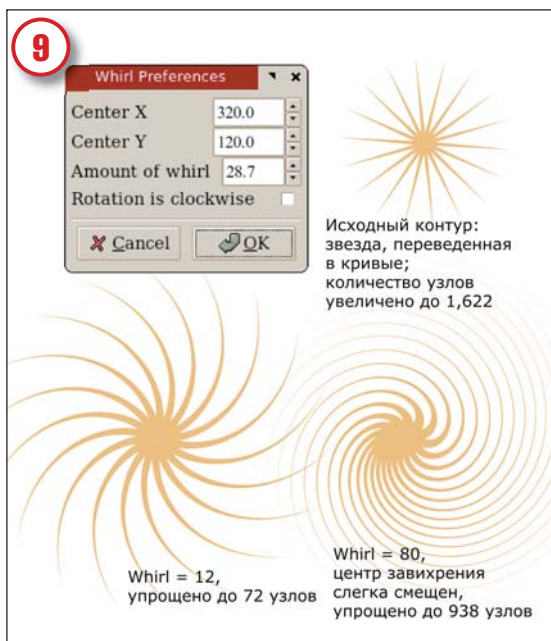 9
Whirl Preferences
Center X 320.0
Center Y 120.0
Amount of whirl 28.7
Rotation is clockwise
Cancel OK
Исходный контур:
звезда, переведенная
в кривые;
количество узлов
увеличено до 1,622
Whirl = 12,
упрощено до 72 узлов
Whirl = 80,
центр завихрения
слегка смещен,
упрощено до 938 узлов